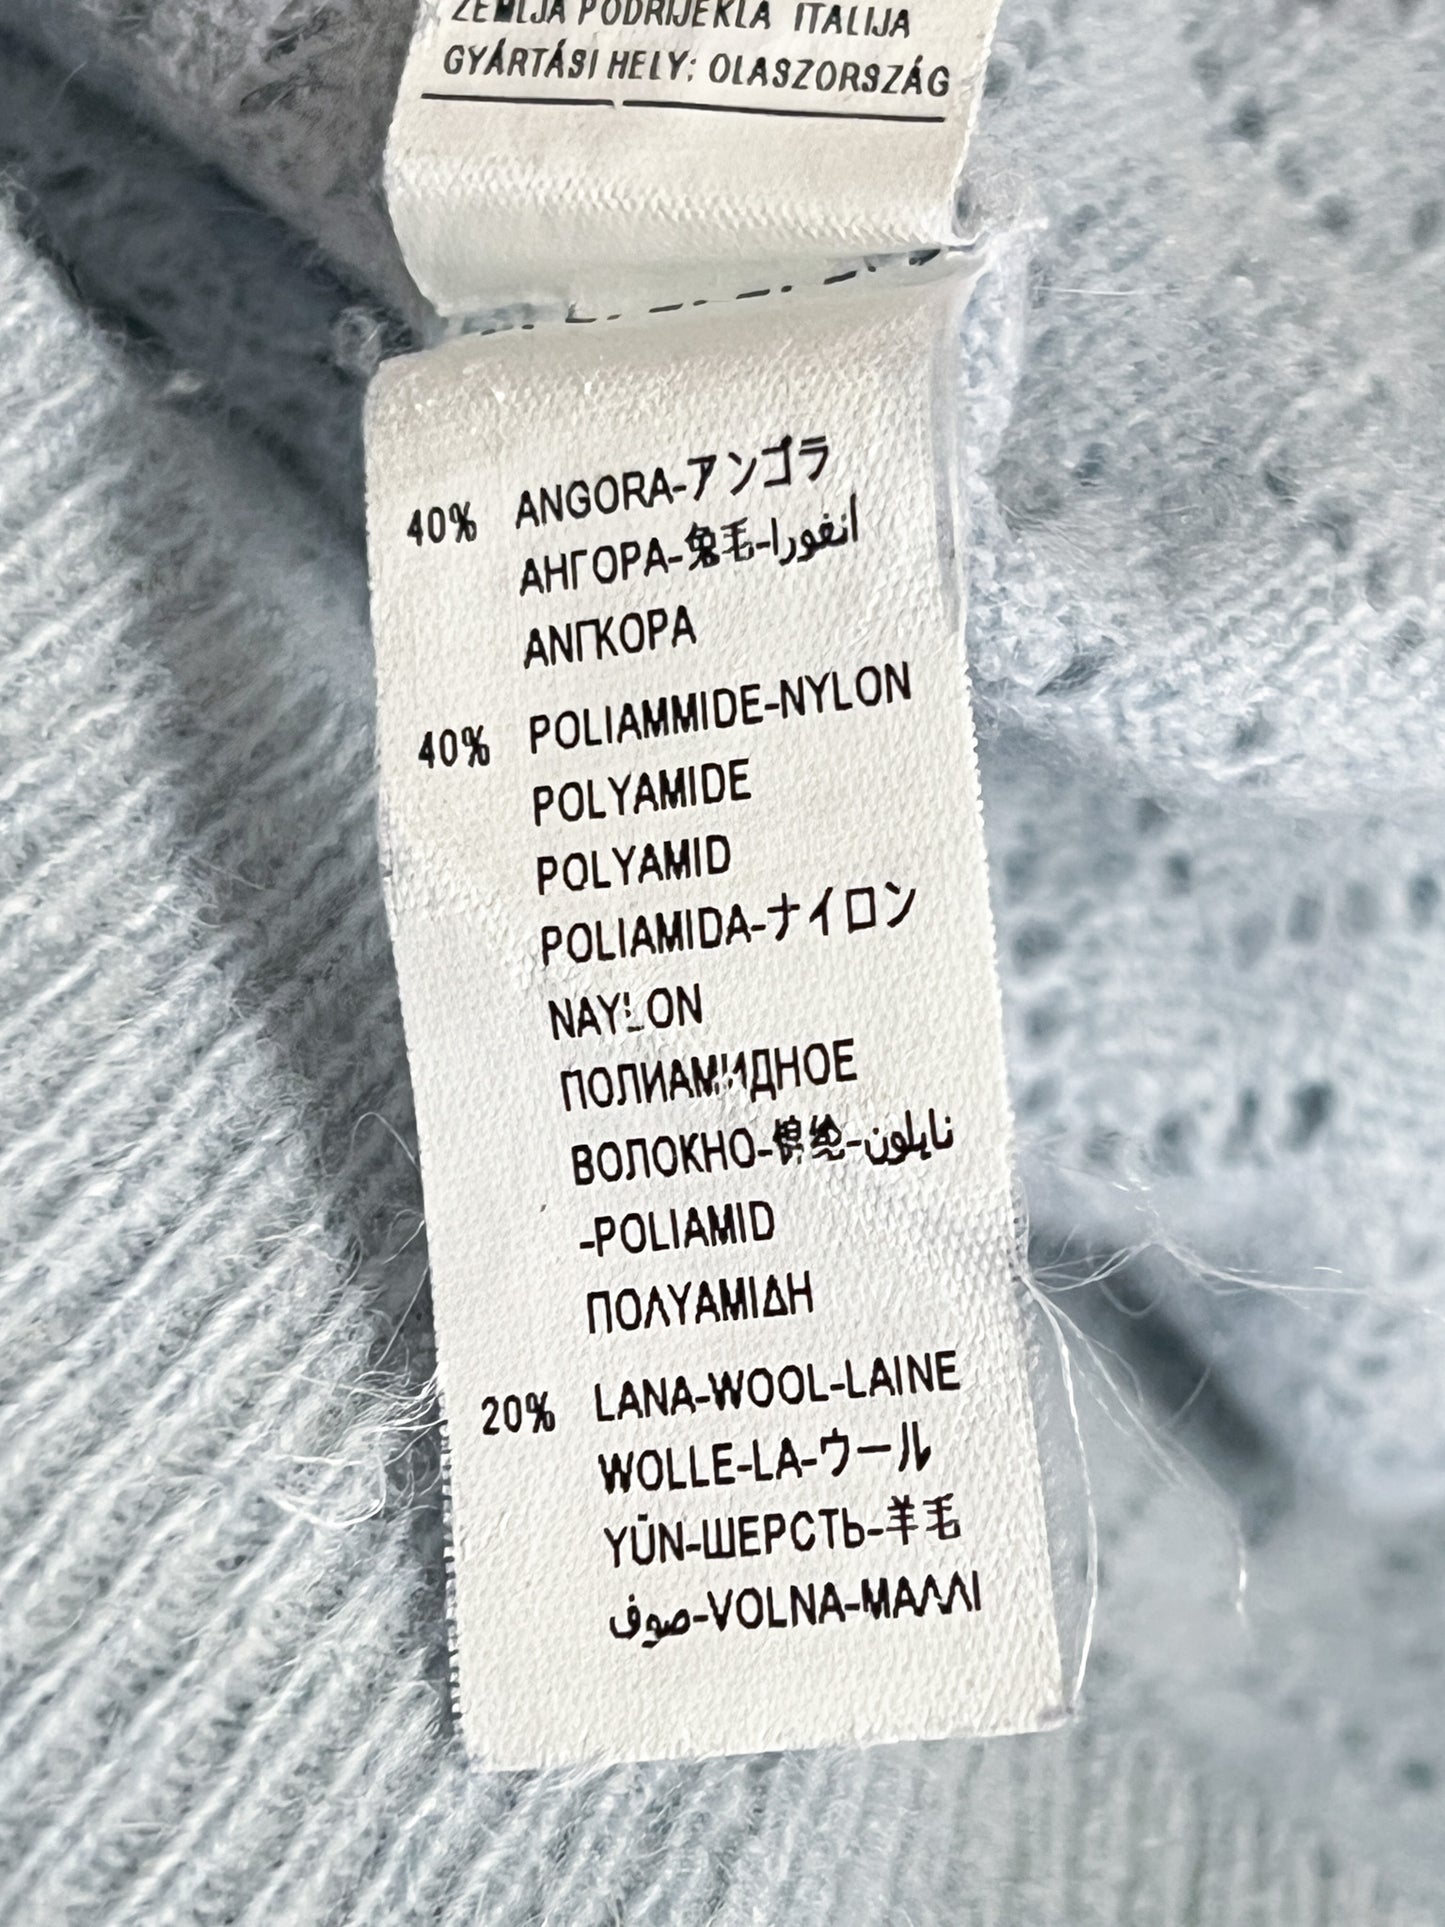 ZEMLJA PODRIJEKLA ITALIJA
GYÁRTÁSI HELY: OLASZORSZÁG
40% ANGORA-アンゴラ
АНГОРА-兔毛-انغورا
ΑΝΓΚΟΡΑ
40% POLIAMMIDE-NYLON
POLYAMIDE
POLYAMID
POLIAMIDA-ナイロン
NAYLON
ПОЛИАМИДНОЕ
ВОЛОКНО-锦纶-نايلون
-POLIAMID
ΠΟΛΥΑΜΙΔΗ
20% LANA-WOOL-LAINE
WOLLE-LA-ウール
YÜN-ШЕРСТЬ-羊毛
صوف-VOLNA-ΜΑΛΛΙ